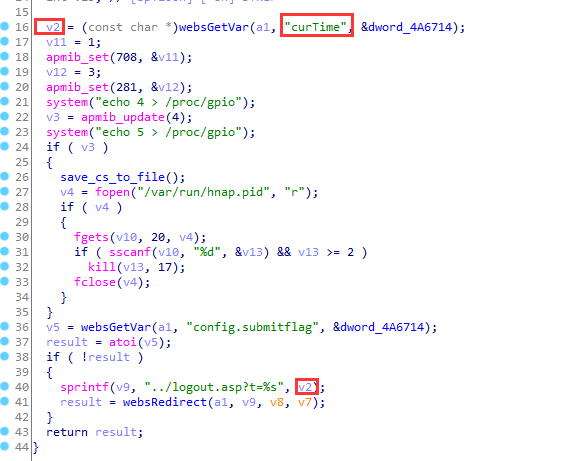 16 v2 = (const char *)websGetVar(a1, "curTime", &dword_4A6714);
17 v11 = 1;
18 apmib_set(708, &v11);
19 v12 = 3;
20 apmib_set(281, &v12);
21 system("echo 4 > /proc/gpio");
22 v3 = apmib_update(4);
23 system("echo 5 > /proc/gpio");
24 if ( v3 )
25 {
26 save_cs_to_file();
27 v4 = fopen("/var/run/hnap.pid", "r");
28 if ( v4 )
29 {
30 fgets(v10, 20, v4);
31 if ( sscanf(v10, "%d", &v13) && v13 >= 2 )
32 kill(v13, 17);
33 fclose(v4);
34 }
35 }
36 v5 = websGetVar(a1, "config.submitflag", &dword_4A6714);
37 result = atoi(v5);
38 if ( !result )
39 {
40 sprintf(v9, "../logout.asp?t=%s", v2);
41 result = websRedirect(a1, v9, v8, v7);
42 }
43 return result;
44 }